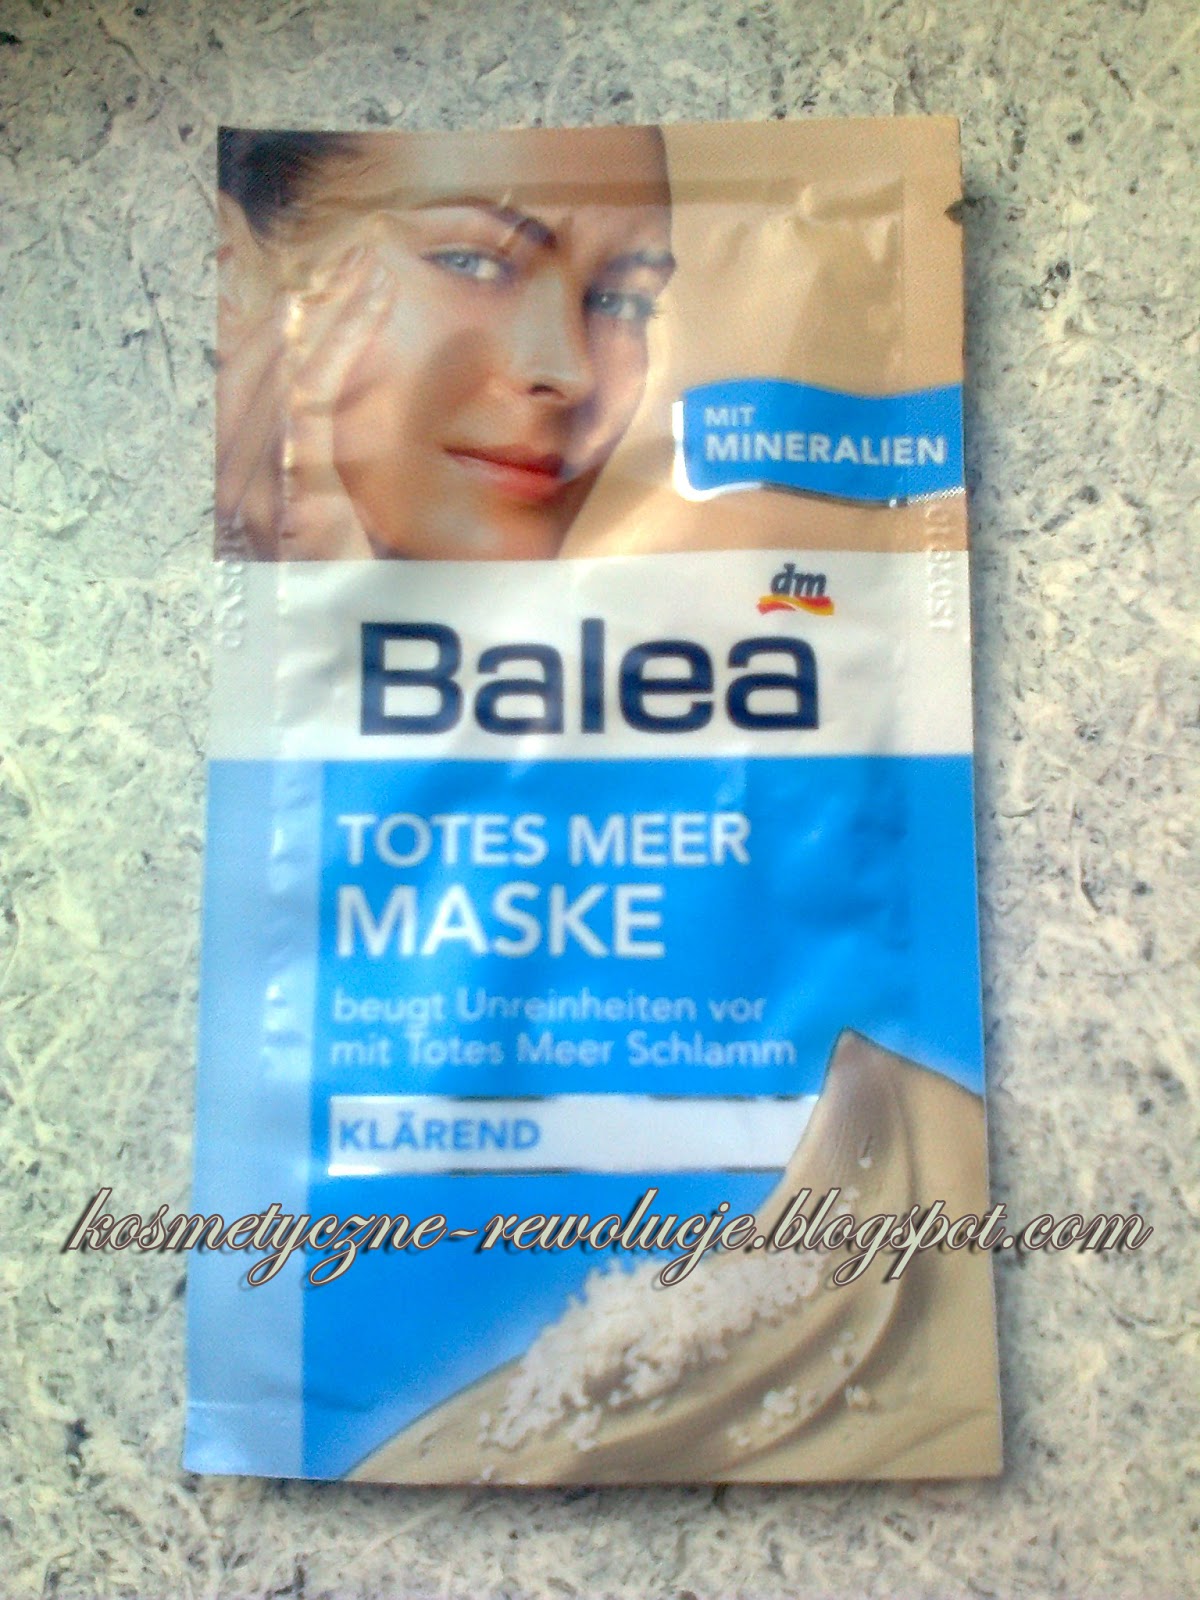 MIT
MINERALIEN
dm
Balea
TOTES MEER
MASKE
beugt Unreinheiten vor
mit Totes Meer Schlamm
KLÄREND
kosmetyczne-rewolucje.blogspot.com